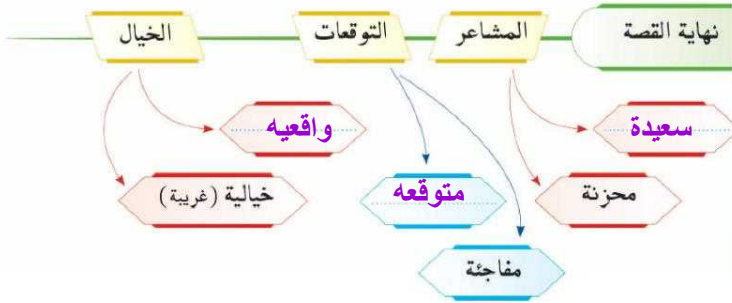 نهاية القصة
المشاعر
التوقعات
الخيال
سعيدة
واقعيه
محزنة
متوقعه
خيالية (غريبة)
مفاجئة